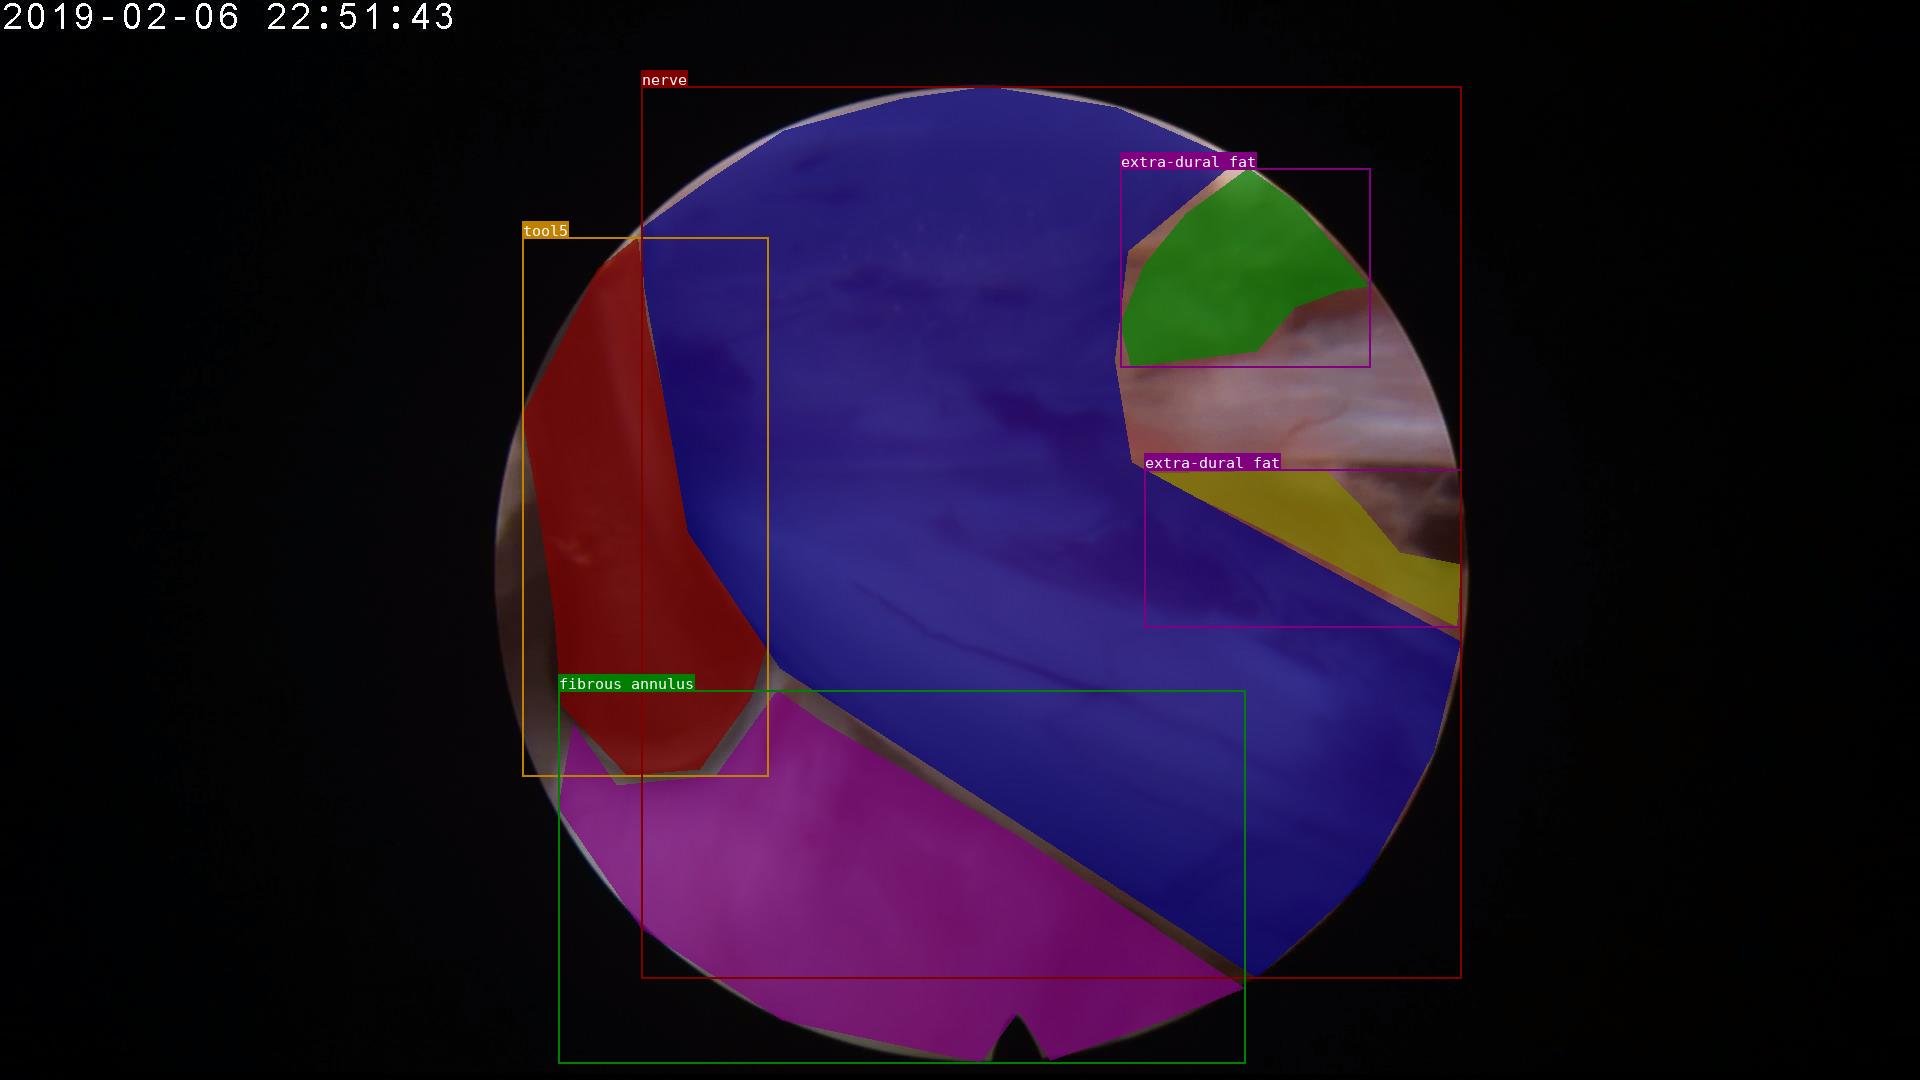 2019-02-06 22:51:43
nerve
extra-dural fat
tool5
extra-dural fat
fibrous annulus